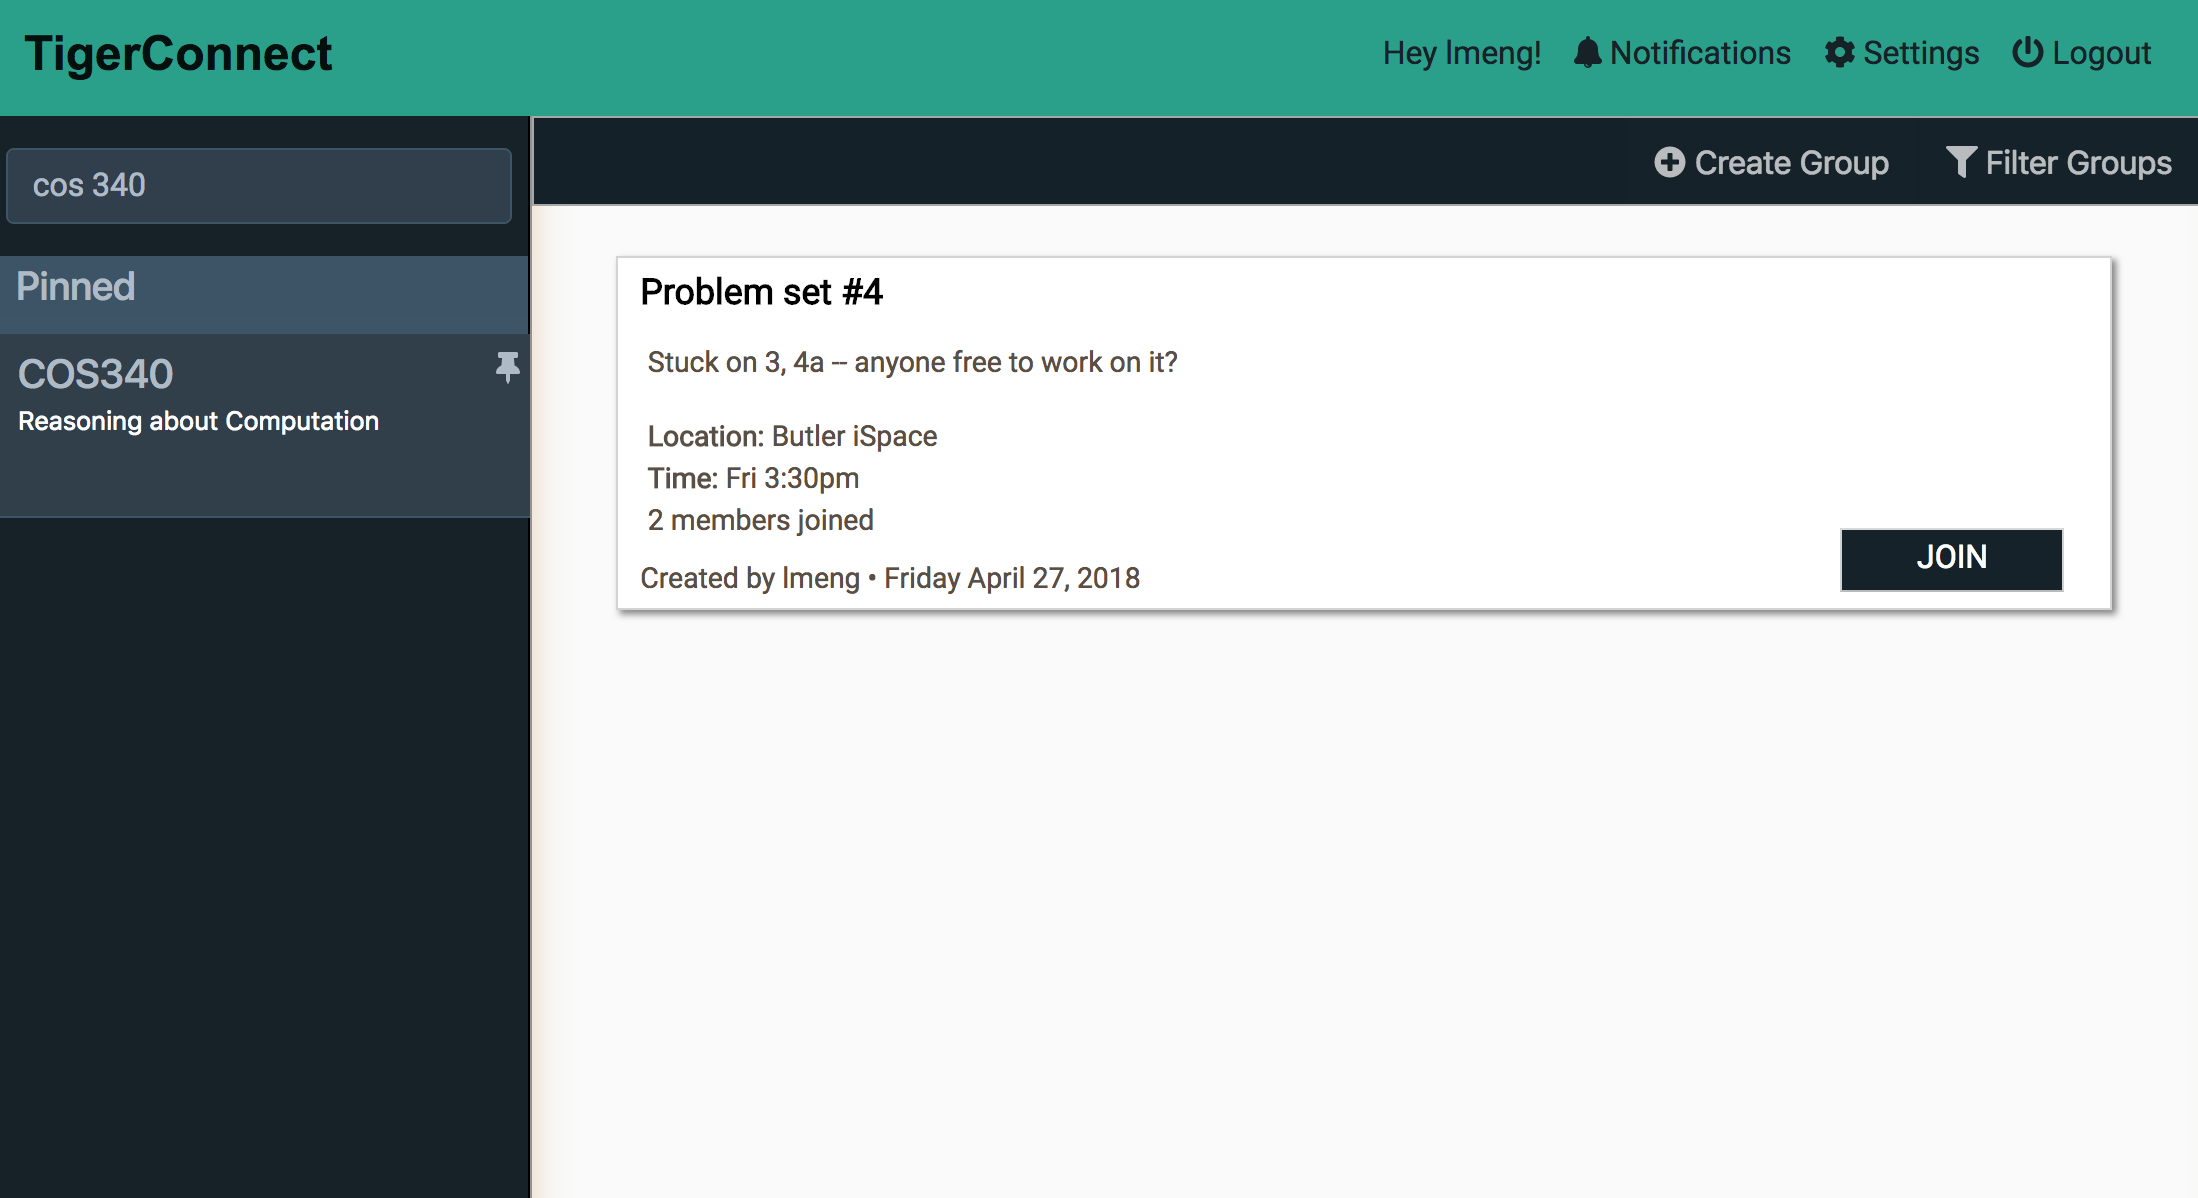 TigerConnect
Hey lmeng! Notifications Settings Logout
cos 340
Create Group Filter Groups
Pinned
COS340
Reasoning about Computation
Problem set #4
Stuck on 3, 4a -- anyone free to work on it?
Location: Butler iSpace
Time: Fri 3:30pm
2 members joined
Created by lmeng • Friday April 27, 2018
JOIN